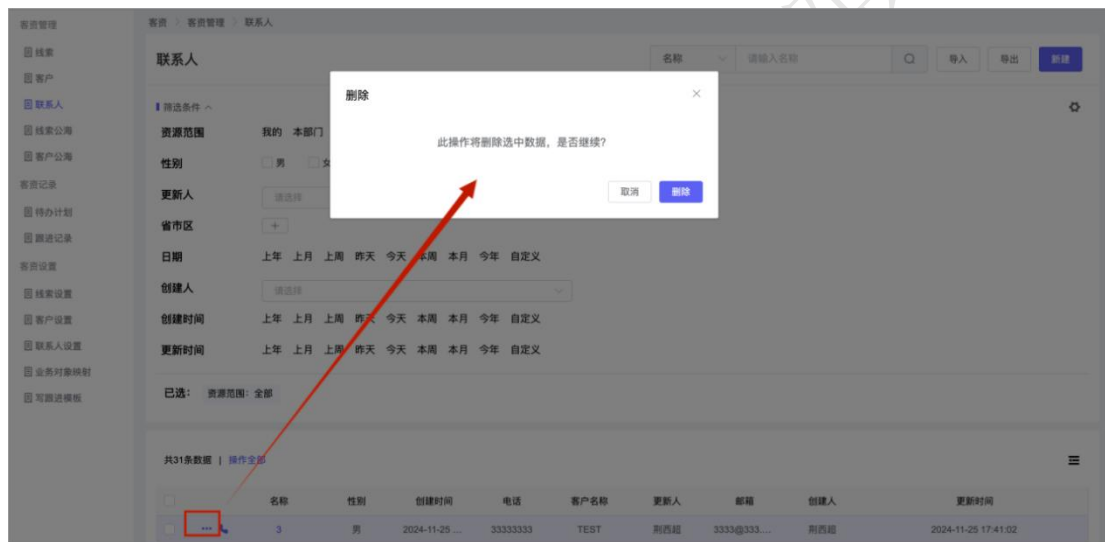 客资管理
线索
客户
联系人
线索公海
客户公海
客资记录
待办计划
跟进记录
客资设置
线索设置
客户设置
联系人设置
业务对象映射
写跟进模板
客资 > 客资管理 > 联系人
联系人
名称 请输入名称 导入 导出 新建
筛选条件
资源范围 我的 本部门
性别 男 女
更新人 请选择
省市区 +
日期 上年 上月 上周 昨天 今天 本周 本月 今年 自定义
创建人 请选择
创建时间 上年 上月 上周 昨天 今天 本周 本月 今年 自定义
更新时间 上年 上月 上周 昨天 今天 本周 本月 今年 自定义
已选： 资源范围：全部
删除 ×
此操作将删除选中数据，是否继续？
取消 删除
共31条数据 | 操作全部
名称 性别 创建时间 电话 客户名称 更新人 邮箱 创建人 更新时间
... 3 男 2024-11-25 ... 33333333 TEST 荆西超 3333@333.... 荆西超 2024-11-25 17:41:02